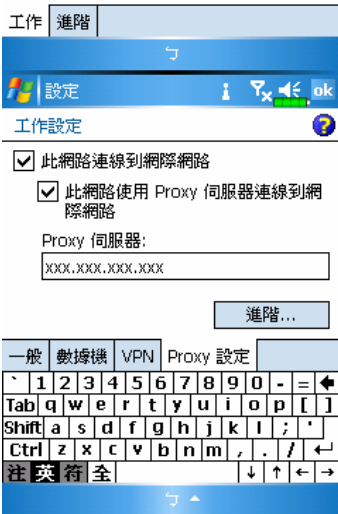 工作 進階
ㄣ
設定 ok
工作設定 ?
此網路連線到網際網路
此網路使用 Proxy 伺服器連線到網
際網路
Proxy 伺服器:
xxx.xxx.xxx.xxx
進階...
一般 數據機 VPN Proxy 設定
` 1 2 3 4 5 6 7 8 9 0 - =
Tab q w e r t y u i o p [ ]
Shift a s d f g h j k l ; '
Ctrl z x c v b n m , . /
注 英 符 全 ↓ ↑ ← →
ㄣ